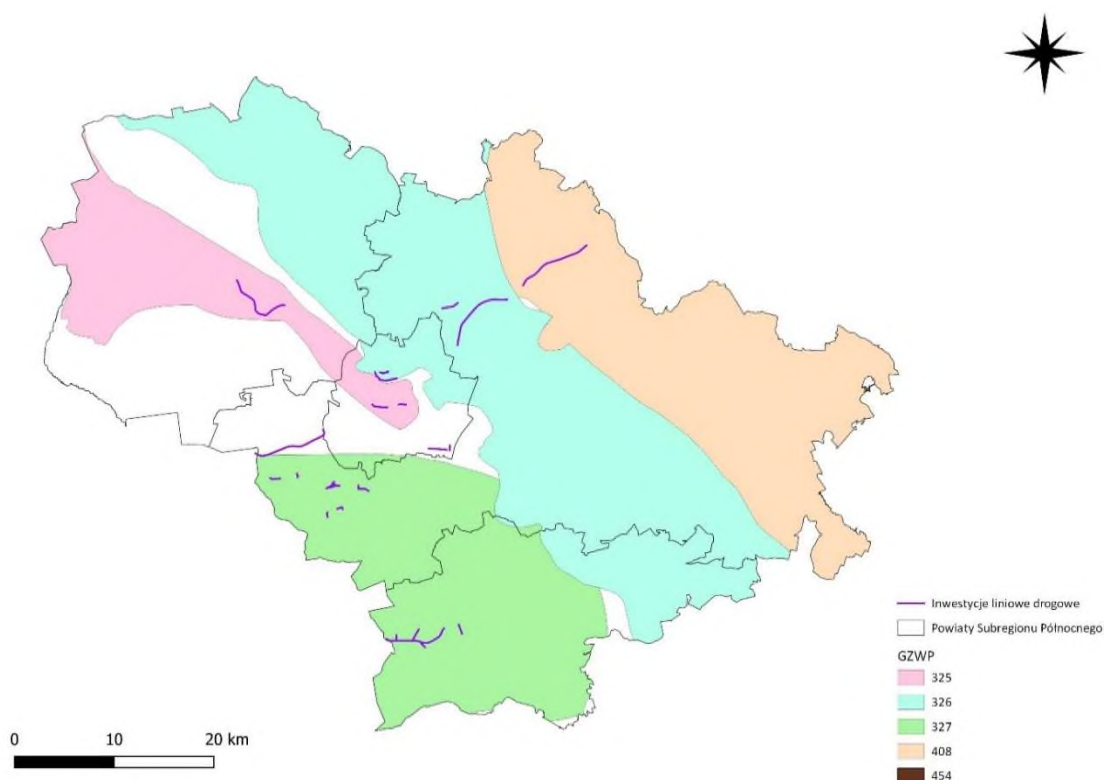 Inwestycje liniowe drogowe
Powiaty Subregionu Północnego
GZWP
325
326
327
408
454
0 10 20 km